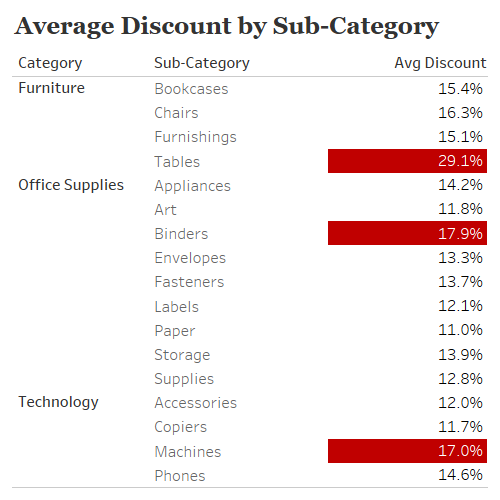 Average Discount by Sub-Category
Category Sub-Category Avg Discount
Furniture Bookcases 15.4%
Chairs 16.3%
Furnishings 15.1%
Tables 29.1%
Office Supplies Appliances 14.2%
Art 11.8%
Binders 17.9%
Envelopes 13.3%
Fasteners 13.7%
Labels 12.1%
Paper 11.0%
Storage 13.9%
Supplies 12.8%
Technology Accessories 12.0%
Copiers 11.7%
Machines 17.0%
Phones 14.6%